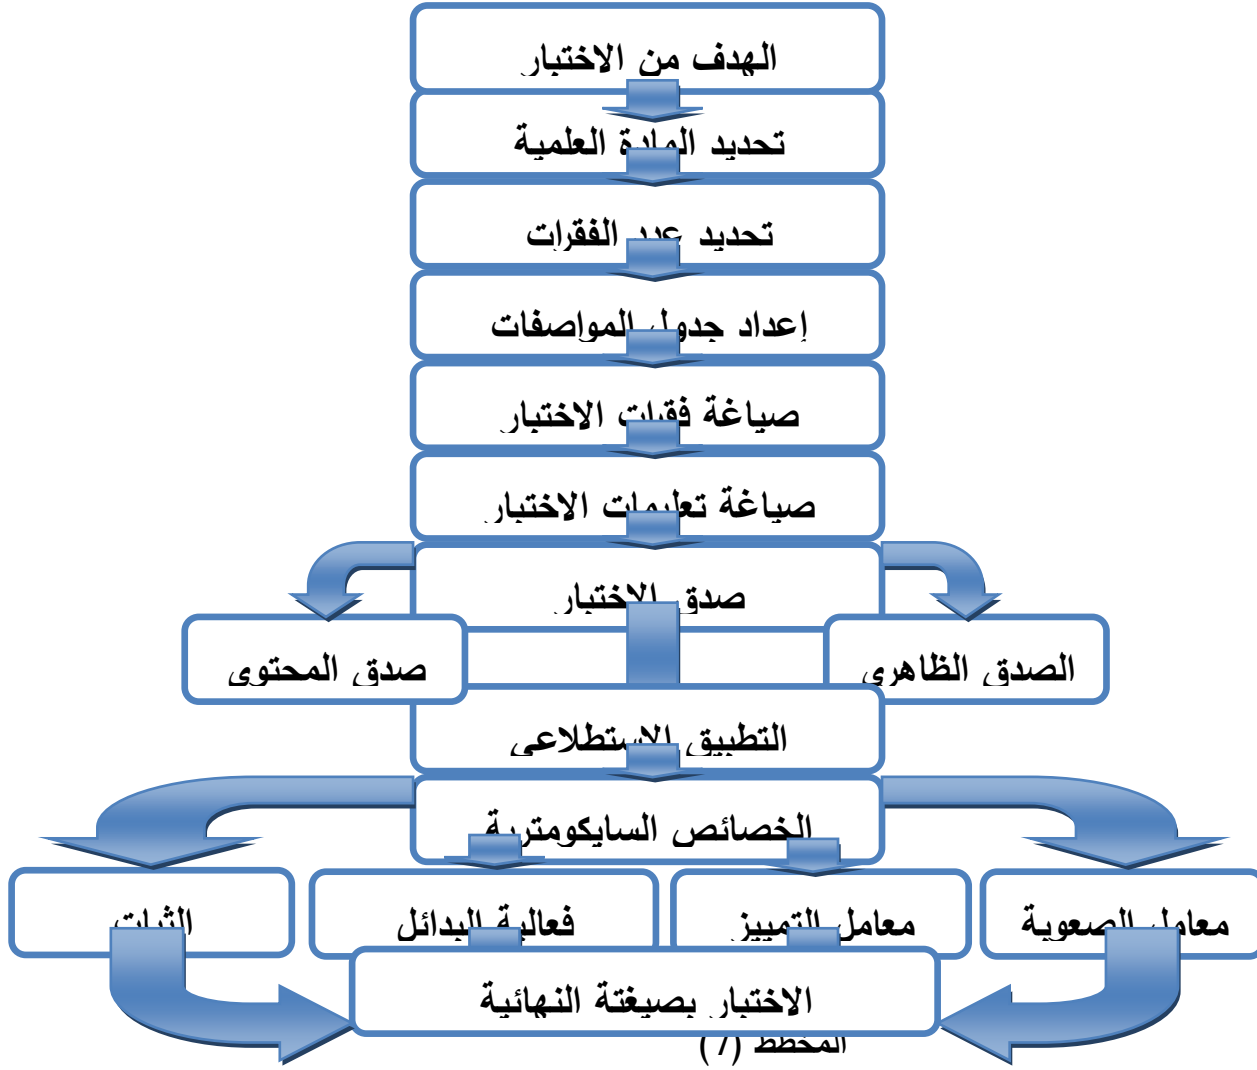 الهدف من الاختبار
تحديد المادة العلمية
تحديد عدد الفقرات
إعداد جدول المواصفات
صياغة فقرات الاختبار
صياغة تعليمات الاختبار
صدق الاختبار
الصدق الظاهري
صدق المحتوى
التطبيق الاستطلاعي
الخصائص السايكومترية
معامل الصعوبة
معامل التمييز
فعالية البدائل
الثبات
الاختبار بصيغتة النهائية
المخطط (7)